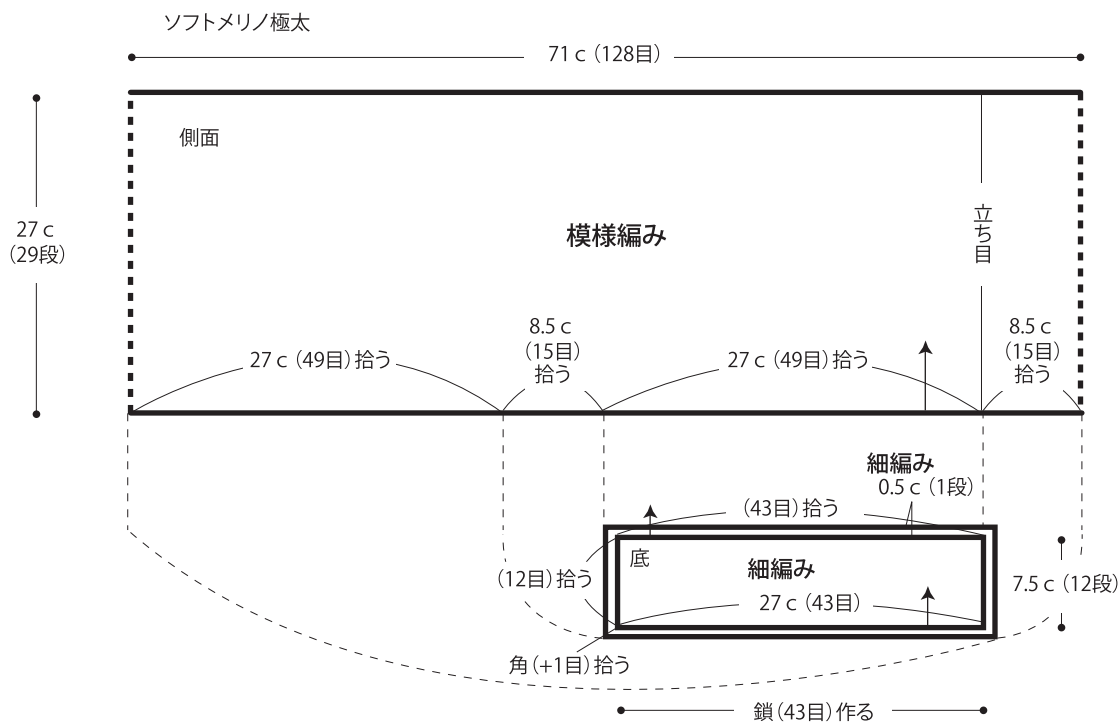 ソフトメリノ極太
71 c (128目)
側面
27 c
(29段)
模様編み
立ち目
27 c (49目) 拾う
8.5 c
(15目)
拾う
27 c (49目) 拾う
8.5 c
(15目)
拾う
細編み
0.5 c (1段)
(43目) 拾う
底
(12目) 拾う
細編み
7.5 c (12段)
27 c (43目)
角 (+1目) 拾う
鎖 (43目) 作る